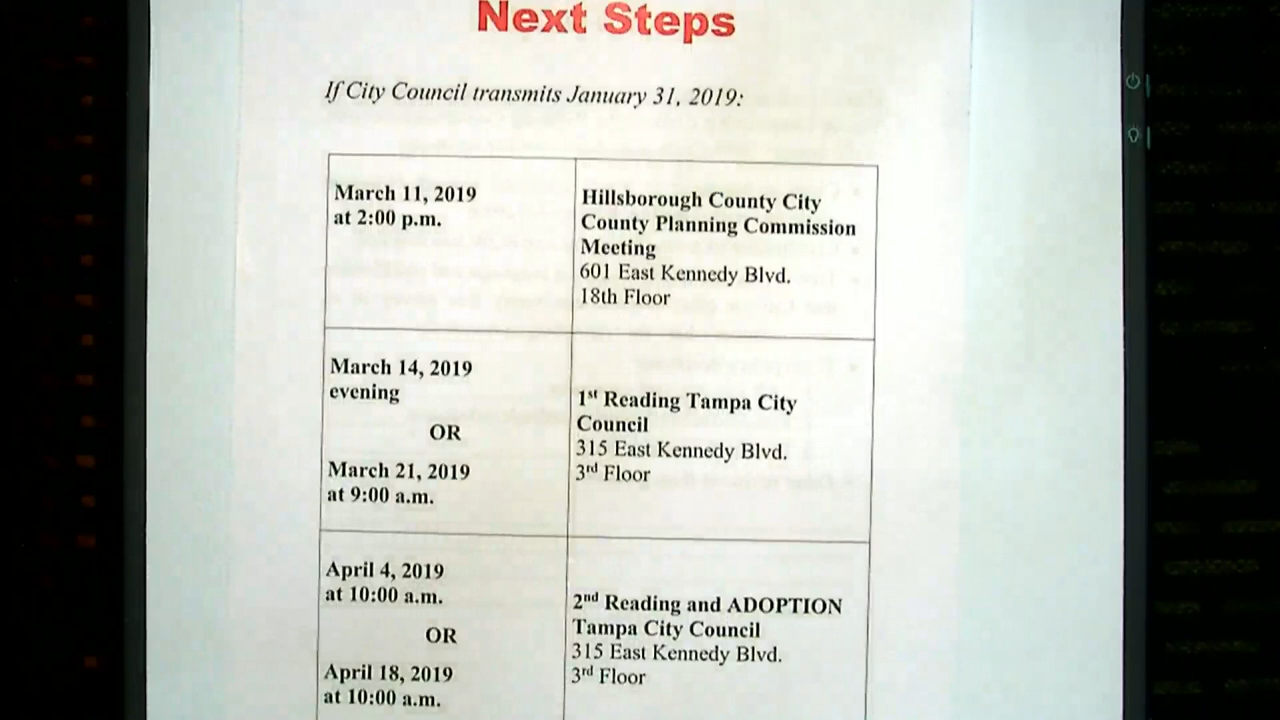 Next Steps
If City Council transmits January 31, 2019:
March 11, 2019
at 2:00 p.m.
Hillsborough County City
County Planning Commission
Meeting
601 East Kennedy Blvd.
18th Floor
March 14, 2019
evening
OR
March 21, 2019
at 9:00 a.m.
1st Reading Tampa City
Council
315 East Kennedy Blvd.
3rd Floor
April 4, 2019
at 10:00 a.m.
OR
April 18, 2019
at 10:00 a.m.
2nd Reading and ADOPTION
Tampa City Council
315 East Kennedy Blvd.
3rd Floor